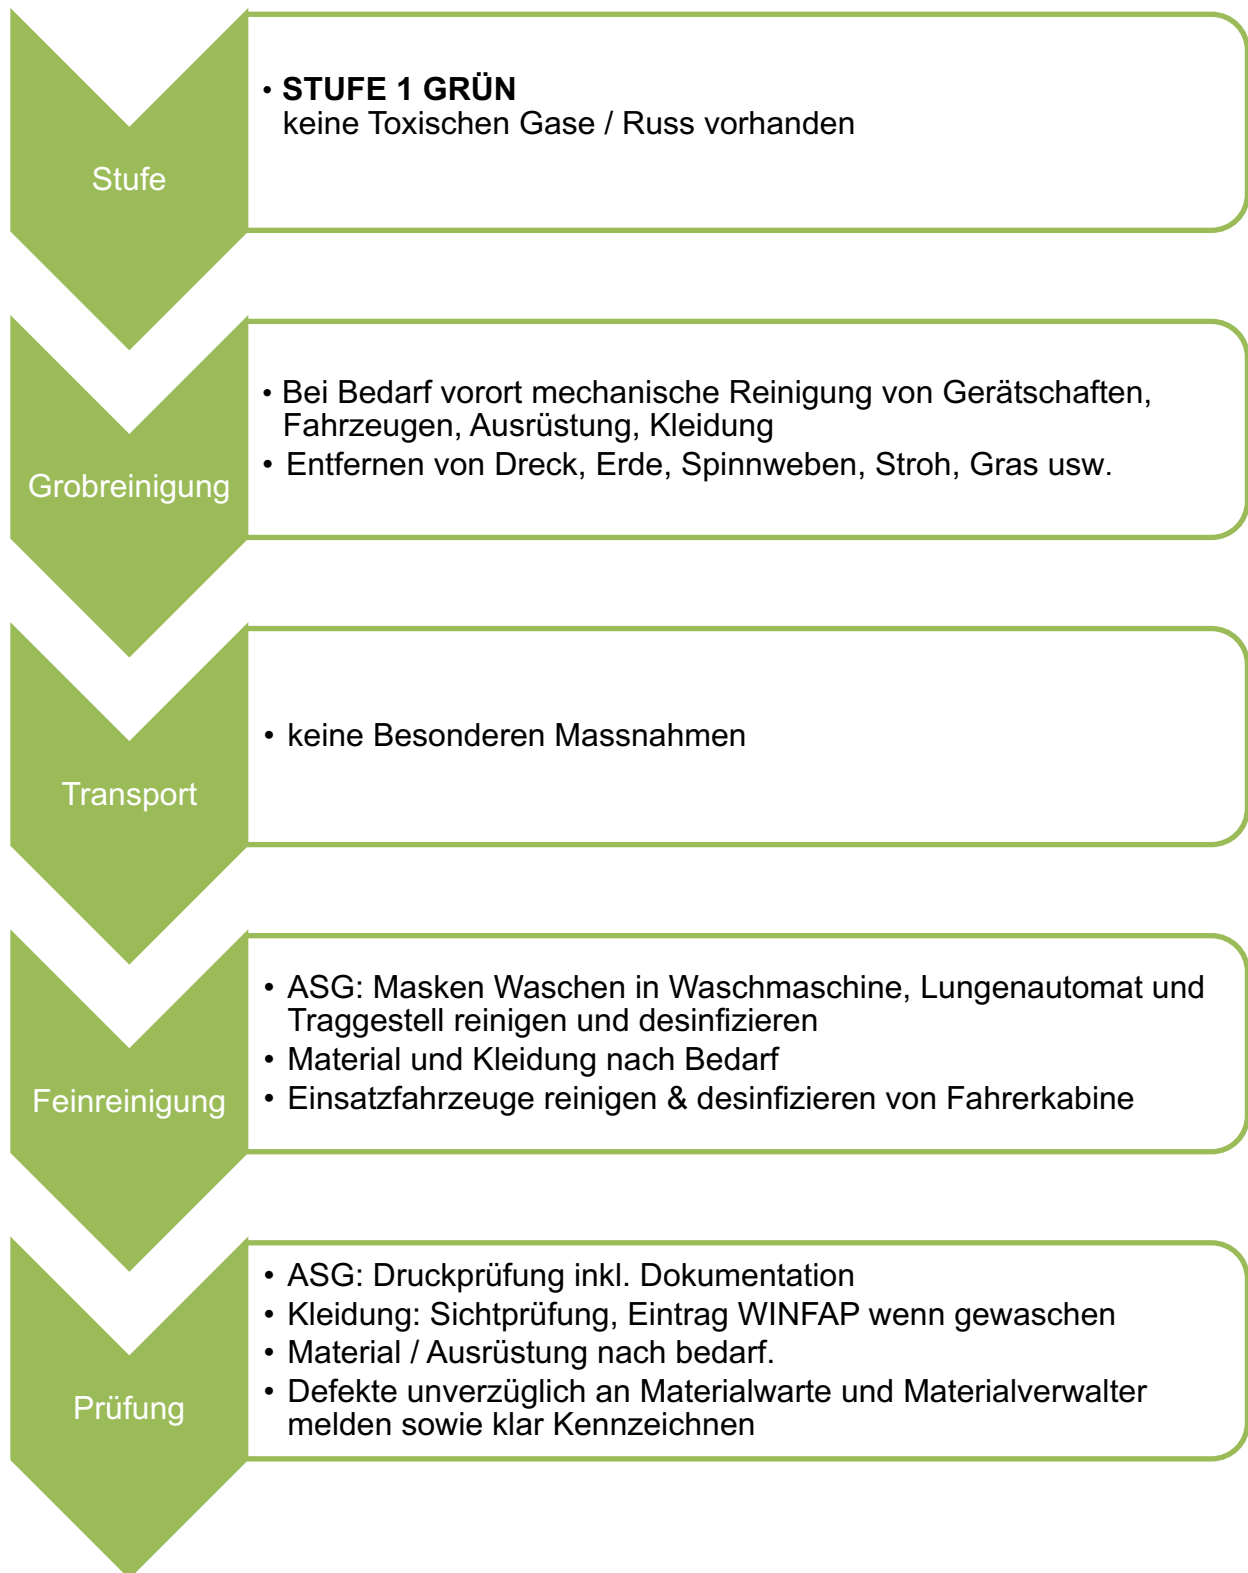 Stufe
• STUFE 1 GRÜN
keine Toxischen Gase / Russ vorhanden
Grobreinigung
• Bei Bedarf vorort mechanische Reinigung von Gerätschaften,
Fahrzeugen, Ausrüstung, Kleidung
• Entfernen von Dreck, Erde, Spinnweben, Stroh, Gras usw.
Transport
• keine Besonderen Massnahmen
Feinreinigung
• ASG: Masken Waschen in Waschmaschine, Lungenautomat und
Traggestell reinigen und desinfizieren
• Material und Kleidung nach Bedarf
• Einsatzfahrzeuge reinigen & desinfizieren von Fahrerkabine
Prüfung
• ASG: Druckprüfung inkl. Dokumentation
• Kleidung: Sichtprüfung, Eintrag WINFAP wenn gewaschen
• Material / Ausrüstung nach bedarf.
• Defekte unverzüglich an Materialwarte und Materialverwalter
melden sowie klar Kennzeichnen